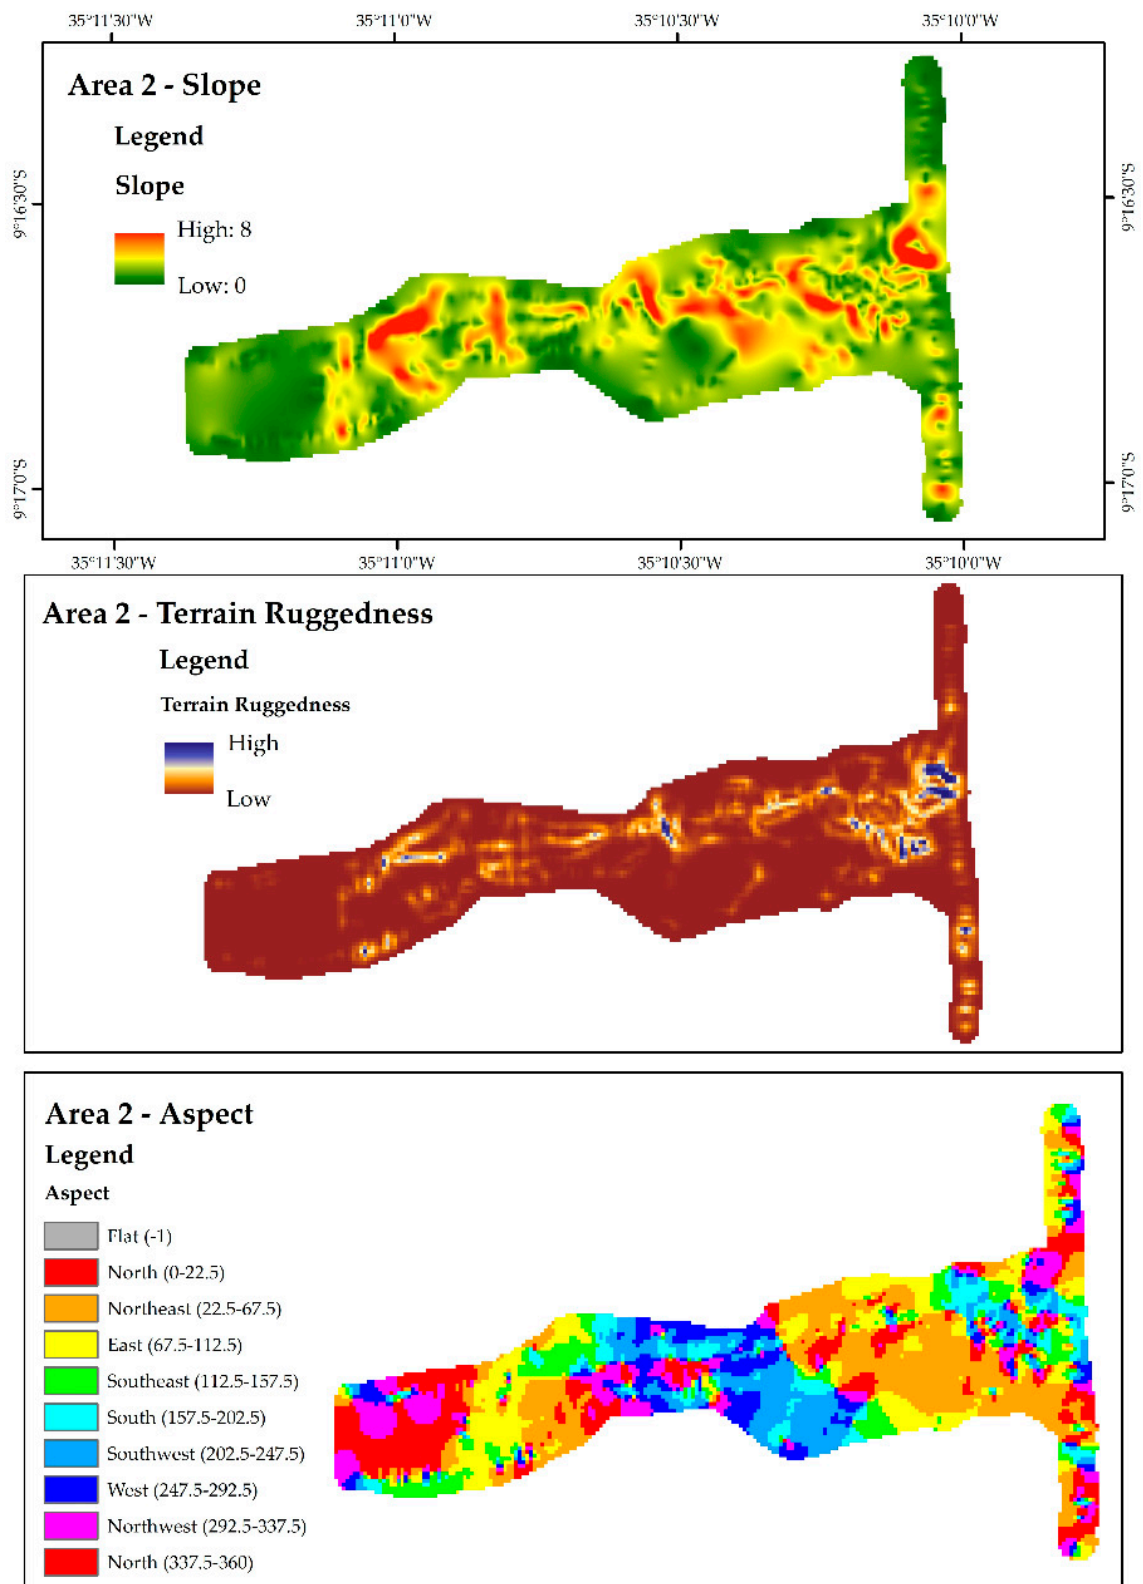 35°11'30"W 35°11'0"W 35°10'30"W 35°10'0"W
Area 2 - Slope
Legend
Slope
High: 8
Low: 0
9°16'30"S
9°16'30"S
9°17'0"S
9°17'0"S
35°11'30"W 35°11'0"W 35°10'30"W 35°10'0"W
Area 2 - Terrain Ruggedness
Legend
Terrain Ruggedness
High
Low
Area 2 - Aspect
Legend
Aspect
Flat (-1)
North (0-22.5)
Northeast (22.5-67.5)
East (67.5-112.5)
Southeast (112.5-157.5)
South (157.5-202.5)
Southwest (202.5-247.5)
West (247.5-292.5)
Northwest (292.5-337.5)
North (337.5-360)